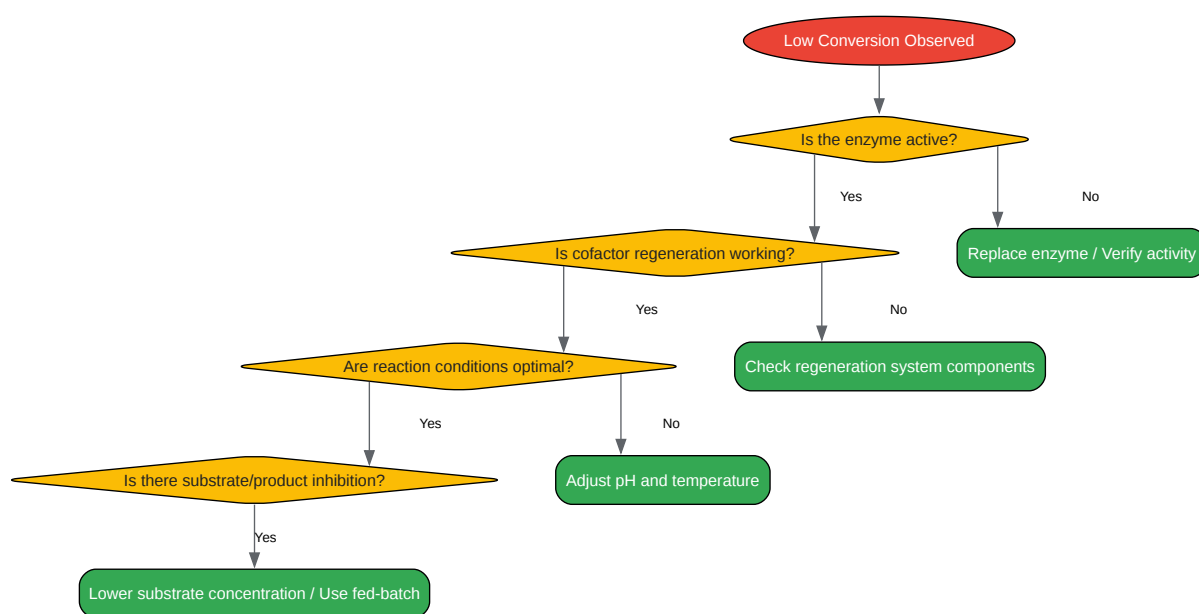 Low Conversion Observed
Is the enzyme active?
Yes
No
Is cofactor regeneration working?
Replace enzyme / Verify activity
Yes
No
Are reaction conditions optimal?
Check regeneration system components
Yes
No
Is there substrate/product inhibition?
Adjust pH and temperature
Yes
Lower substrate concentration / Use fed-batch